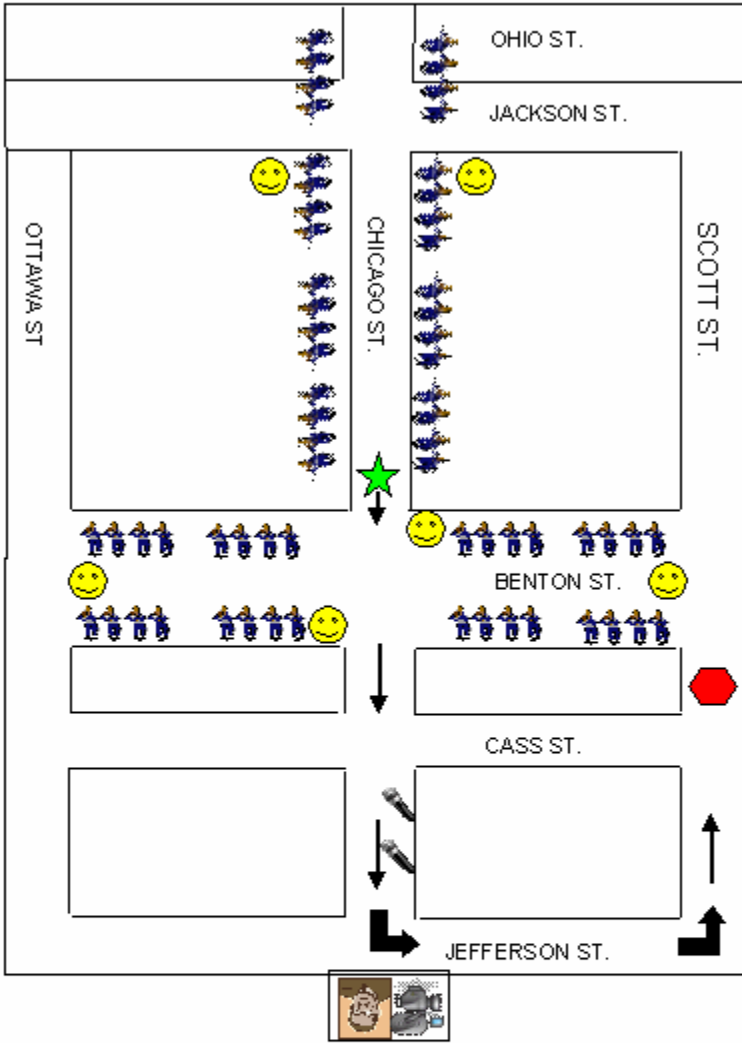 OHIO ST.
JACKSON ST.
OTTAWA ST
CHICAGO ST.
SCOTT ST.
BENTON ST.
CASS ST.
JEFFERSON ST.